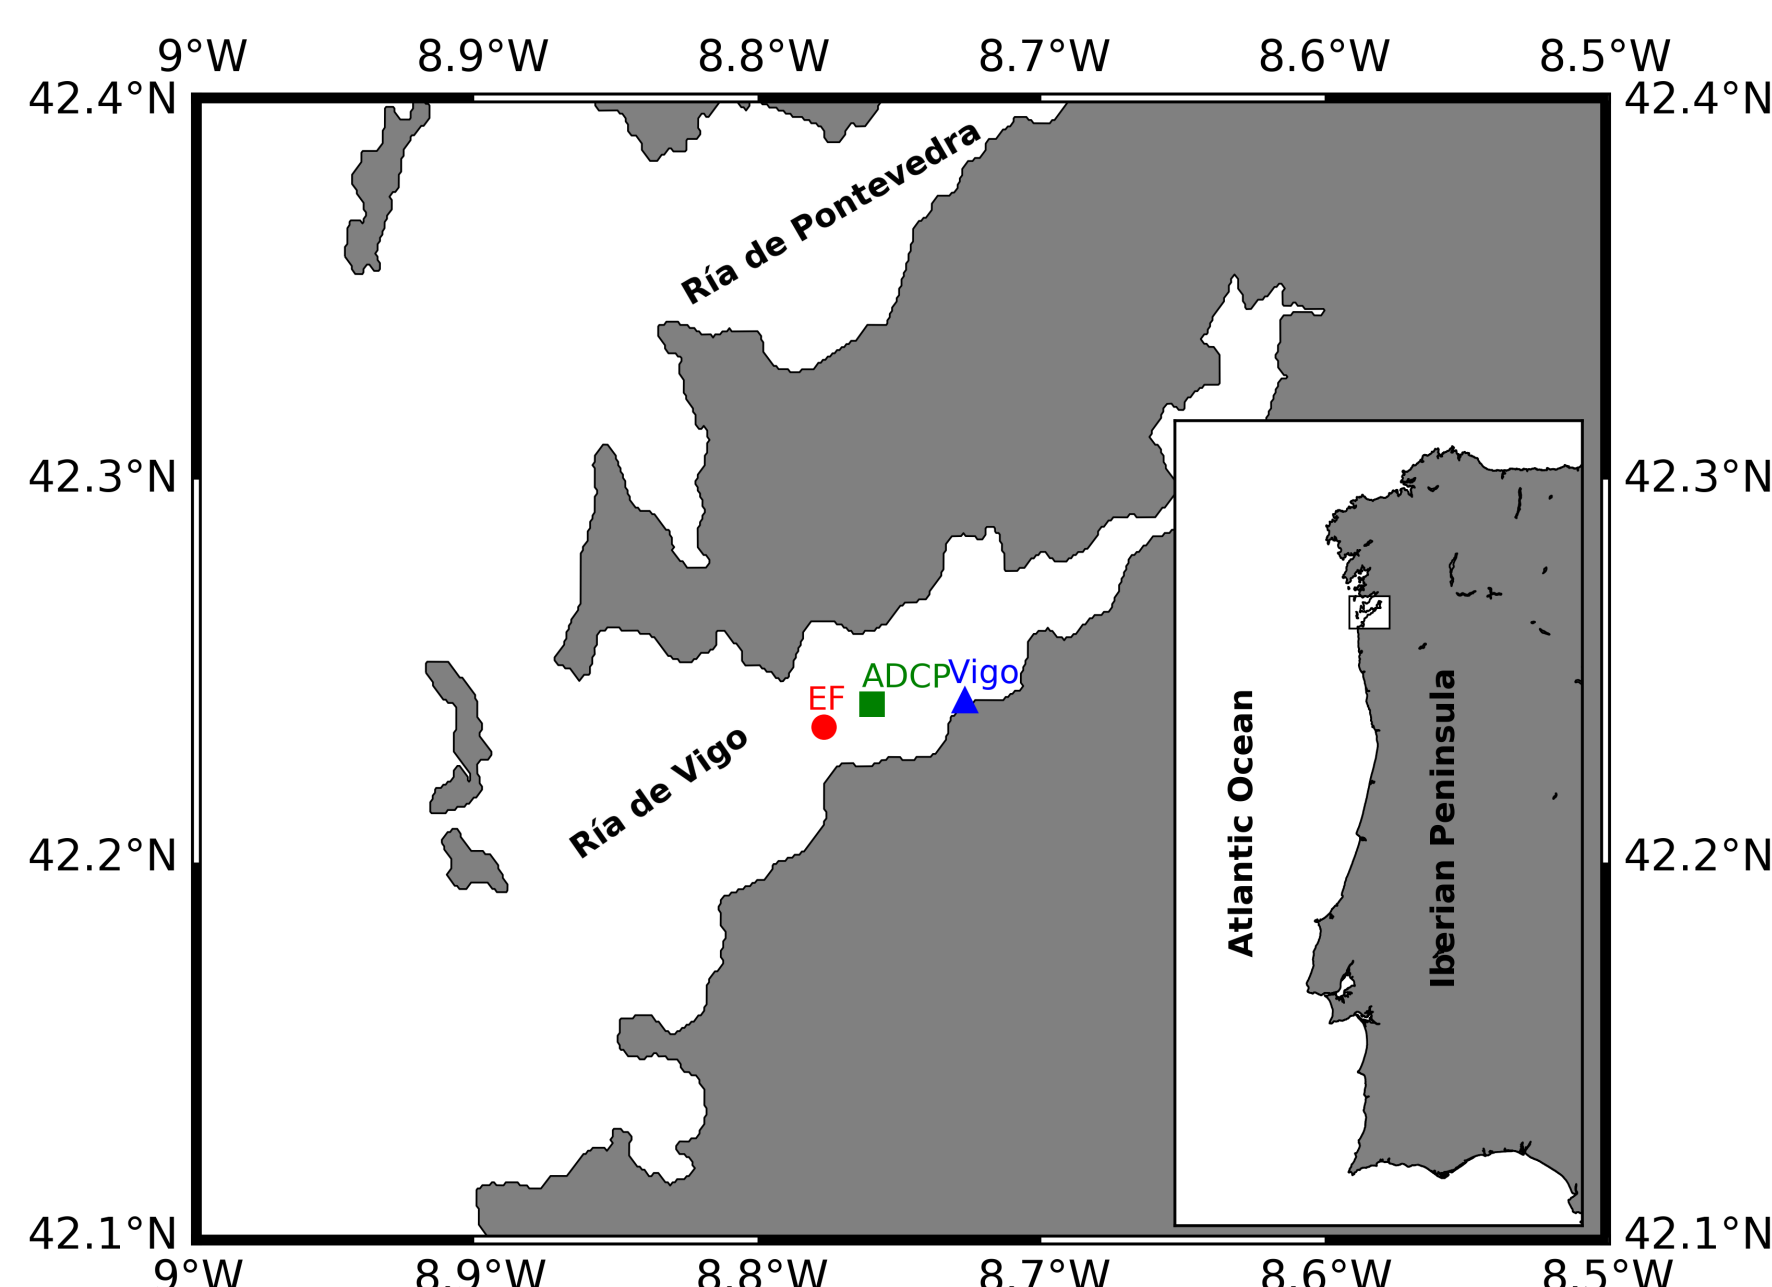 9°W 8.9°W 8.8°W 8.7°W 8.6°W 8.5°W
42.4°N 42.4°N
Ría de Pontevedra
42.3°N 42.3°N
ADCP Vigo
EF
Ría de Vigo
Atlantic Ocean
Iberian Peninsula
42.2°N 42.2°N
42.1°N 42.1°N
9°W 8.9°W 8.8°W 8.7°W 8.6°W 8.5°W